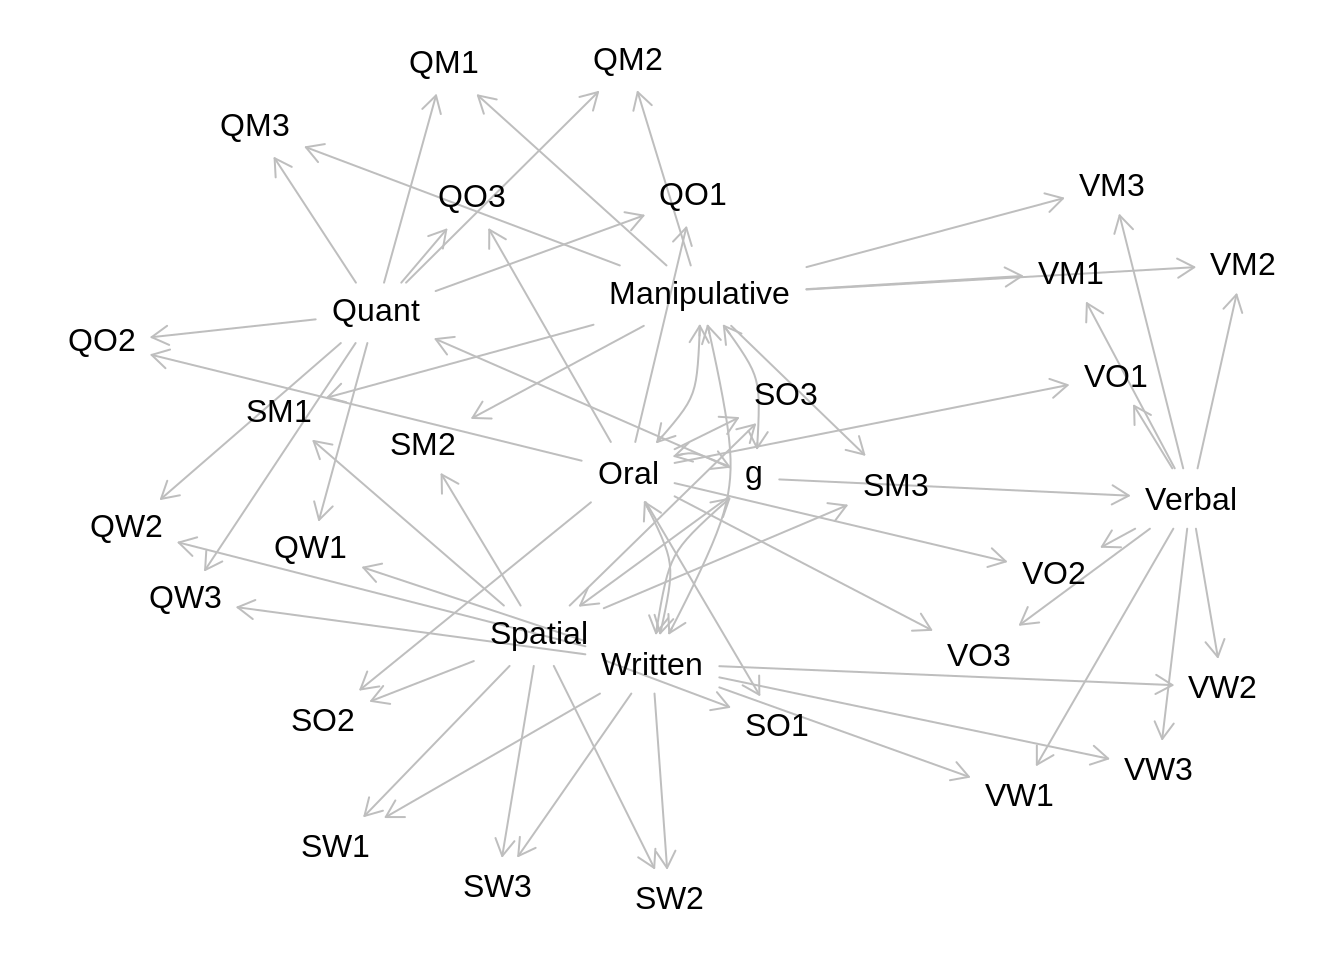 QM1
QM2
QM3
VM3
QO3
QO1
VM2
VM1
Manipulative
Quant
QO2
VO1
SO3
SM1
SM2
Oral
g
SM3
Verbal
QW2
QW1
VO2
QW3
Spatial
VO3
Written
VW2
SO2
SO1
VW3
VW1
SW1
SW3
SW2